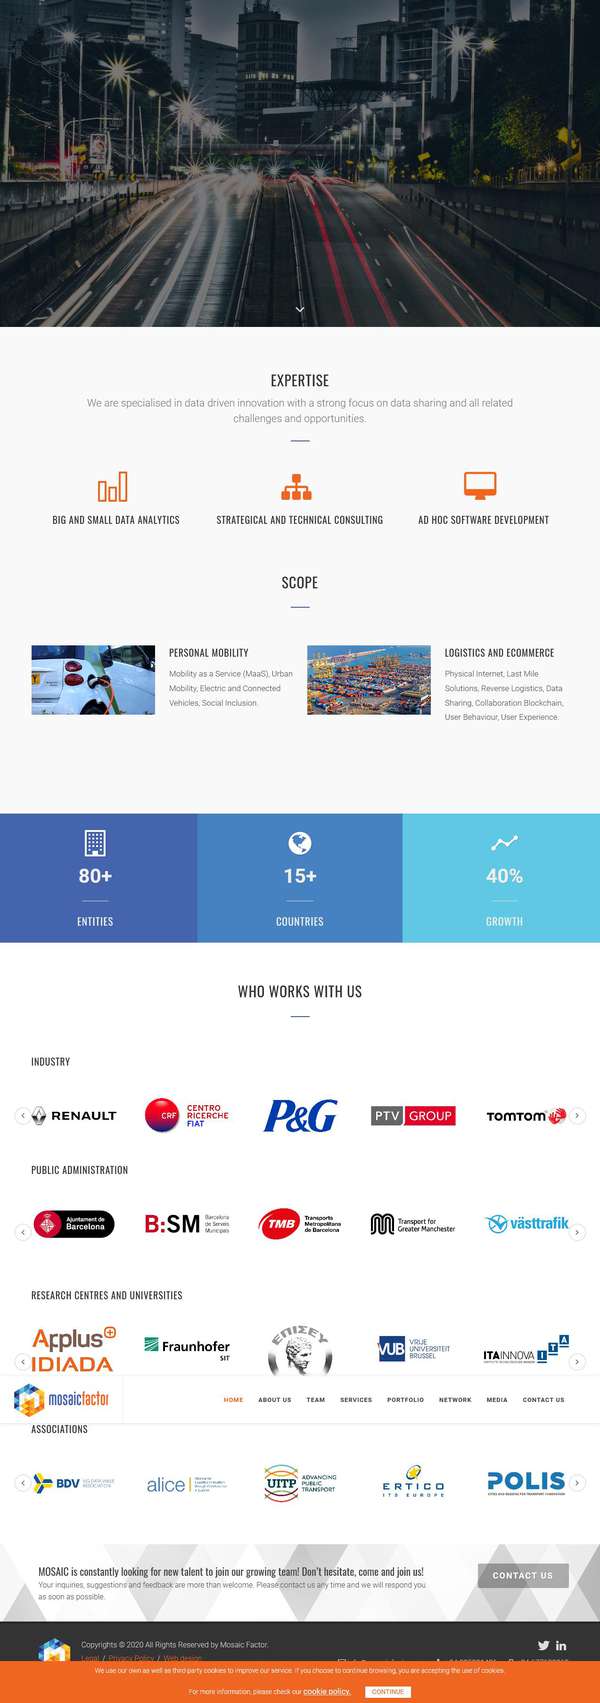 EXPERTISE
We are specialised in data driven innovation with a strong focus on data sharing and all related
challenges and opportunities.
BIG AND SMALL DATA ANALYTICS
STRATEGICAL AND TECHNICAL CONSULTING
AD HOC SOFTWARE DEVELOPMENT
SCOPE
PERSONAL MOBILITY
Mobility as a Service (MaaS), Urban
Mobility, Electric and Connected
Vehicles, Social Inclusion.
LOGISTICS AND ECOMMERCE
Physical Internet, Last Mile
Solutions, Reverse Logistics, Data
Sharing, Collaboration Blockchain,
User Behaviour, User Experience.
80+
ENTITIES
15+
COUNTRIES
40%
GROWTH
WHO WORKS WITH US
INDUSTRY
RENAULT
CRF CENTRO
RICERCHE
FIAT
P&G
PTV GROUP
TOMTOM
PUBLIC ADMINISTRATION
Ajuntament de
Barcelona
B:SM Barcelona
de Serveis
Municipals
TMB Transports
Metropolitans
de Barcelona
M Transport for
Greater Manchester
västtrafik
RESEARCH CENTRES AND UNIVERSITIES
Applus+
IDIADA
Fraunhofer
SIT
ΕΠΙΣΕΥ
VUB VRIJE
UNIVERSITEIT
BRUSSEL
ITAINNOVA ITA
mosaicfactor
HOME ABOUT US TEAM SERVICES PORTFOLIO NETWORK MEDIA CONTACT US
ASSOCIATIONS
BDV BIG DATA VALUE
ASSOCIATION
alice
UITP ADVANCING
PUBLIC
TRANSPORT
ERTICO
ITS EUROPE
POLIS
CITIES AND REGIONS FOR TRANSPORT INNOVATION
MOSAIC is constantly looking for new talent to join our growing team! Don't hesitate, come and join us!
Your inquiries, suggestions and feedback are more than welcome. Please contact us any time and we will respond you
as soon as possible.
CONTACT US
Copyrights © 2020 All Rights Reserved by Mosaic Factor.
Legal / Privacy Policy / Web design
We use our own as well as third party cookies to improve our service. If you choose to continue browsing, you are accepting the use of cookies.
For more information, please check our cookie policy. CONTINUE